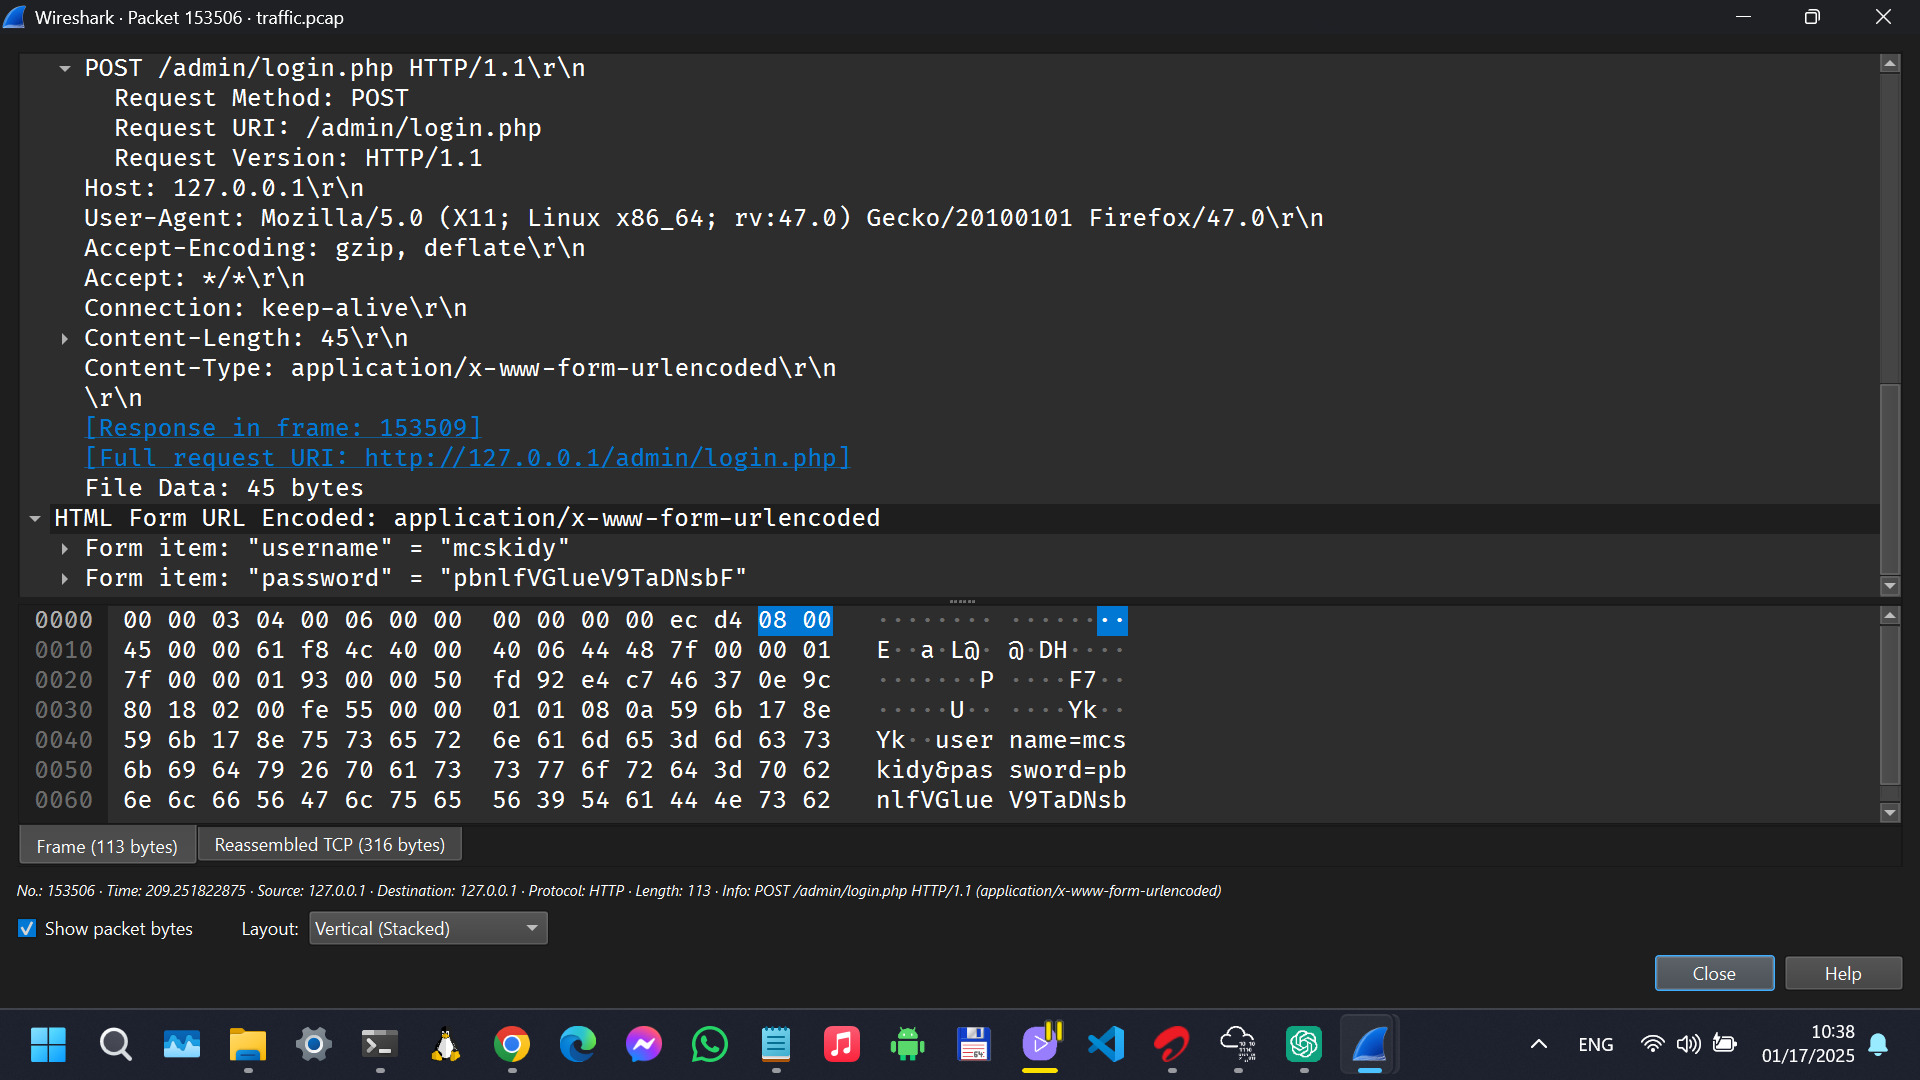 Wireshark · Packet 153506 · traffic.pcap
POST /admin/login.php HTTP/1.1\r\n
Request Method: POST
Request URI: /admin/login.php
Request Version: HTTP/1.1
Host: 127.0.0.1\r\n
User-Agent: Mozilla/5.0 (X11; Linux x86_64; rv:47.0) Gecko/20100101 Firefox/47.0\r\n
Accept-Encoding: gzip, deflate\r\n
Accept: */*\r\n
Connection: keep-alive\r\n
Content-Length: 45\r\n
Content-Type: application/x-www-form-urlencoded\r\n
\r\n
[Response in frame: 153509]
[Full request URI: http://127.0.0.1/admin/login.php]
File Data: 45 bytes
HTML Form URL Encoded: application/x-www-form-urlencoded
Form item: "username" = "mcskidy"
Form item: "password" = "pbnlfVGlueV9TaDNsbF"
0000 00 00 03 04 00 06 00 00 00 00 00 00 ec d4 08 00 ········ ········
0010 45 00 00 61 f8 4c 40 00 40 06 44 48 7f 00 00 01 E··a·L@· @·DH····
0020 7f 00 00 01 93 00 00 50 fd 92 e4 c7 46 37 0e 9c ·······P ····F7··
0030 80 18 02 00 fe 55 00 00 01 01 08 0a 59 6b 17 8e ·····U·· ····Yk··
0040 59 6b 17 8e 75 73 65 72 6e 61 6d 65 3d 6d 63 73 Yk··user name=mcs
0050 6b 69 64 79 26 70 61 73 73 77 6f 72 64 3d 70 62 kidy&pas sword=pb
0060 6e 6c 66 56 47 6c 75 65 56 39 54 61 44 4e 73 62 nlfVGlue V9TaDNsb
Frame (113 bytes) Reassembled TCP (316 bytes)
No.: 153506 · Time: 209.251822875 · Source: 127.0.0.1 · Destination: 127.0.0.1 · Protocol: HTTP · Length: 113 · Info: POST /admin/login.php HTTP/1.1 (application/x-www-form-urlencoded)
Show packet bytes Layout: Vertical (Stacked)
Close Help
ENG 10:38
01/17/2025